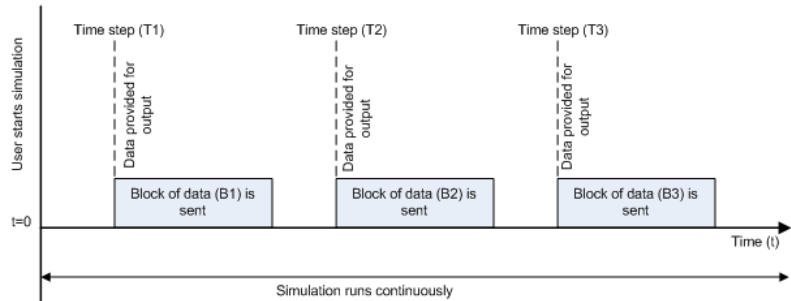 Time step (T1)
Time step (T2)
Time step (T3)
User starts simulation
Data provided for
output
Data provided for
output
Data provided for
output
Block of data (B1) is
sent
Block of data (B2) is
sent
Block of data (B3) is
sent
t=0
Time (t)
Simulation runs continuously